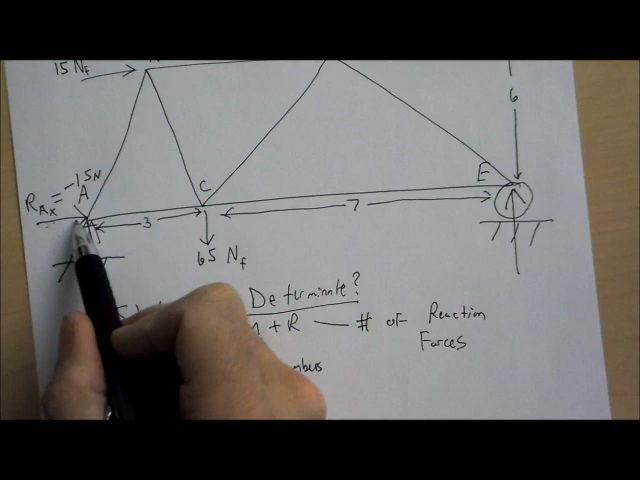 15 Nf
6
RAx = -15N
A
C
E
3
7
65 Nf
Determinate?
+ R — # of Reaction
Forces